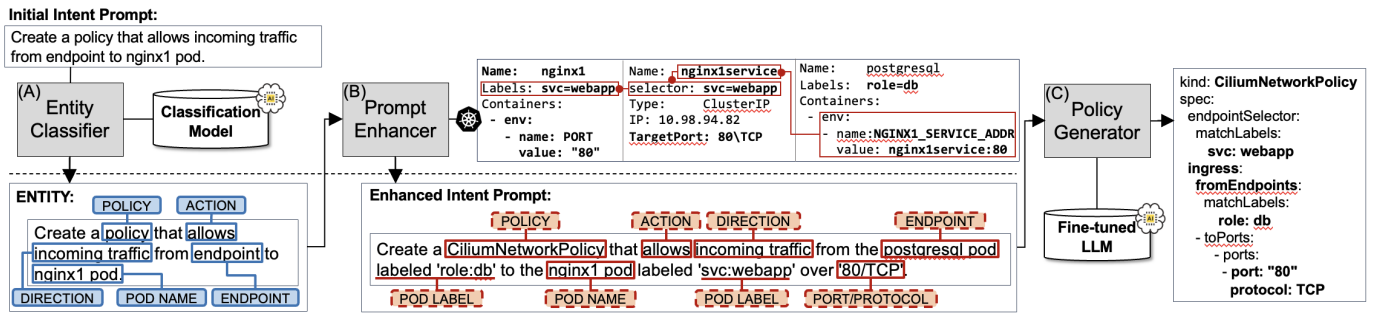 Initial Intent Prompt:
Create a policy that allows incoming traffic
from endpoint to nginx1 pod.
(A)
Entity
Classifier
AI
Classification
Model
(B)
Prompt
Enhancer
Name: nginx1
Labels: svc=webapp
Containers:
- env:
- name: PORT
value: "80"
Name: nginx1service
selector: svc=webapp
Type: ClusterIP
IP: 10.98.94.82
TargetPort: 80\TCP
Name: postgresql
Labels: role=db
Containers:
- env:
- name:NGINX1_SERVICE_ADDR
value: nginx1service:80
(C)
Policy
Generator
AI
Fine-tuned
LLM
ENTITY:
POLICY ACTION
Create a policy that allows
incoming traffic from endpoint to
nginx1 pod.
DIRECTION POD NAME ENDPOINT
Enhanced Intent Prompt:
POLICY ACTION DIRECTION ENDPOINT
Create a CiliumNetworkPolicy that allows incoming traffic from the postgresql pod
labeled 'role:db' to the nginx1 pod labeled 'svc:webapp' over '80/TCP'.
POD LABEL POD NAME POD LABEL PORT/PROTOCOL
kind: CiliumNetworkPolicy
spec:
endpointSelector:
matchLabels:
svc: webapp
ingress:
fromEndpoints:
matchLabels:
role: db
- toPorts:
- ports:
- port: "80"
protocol: TCP